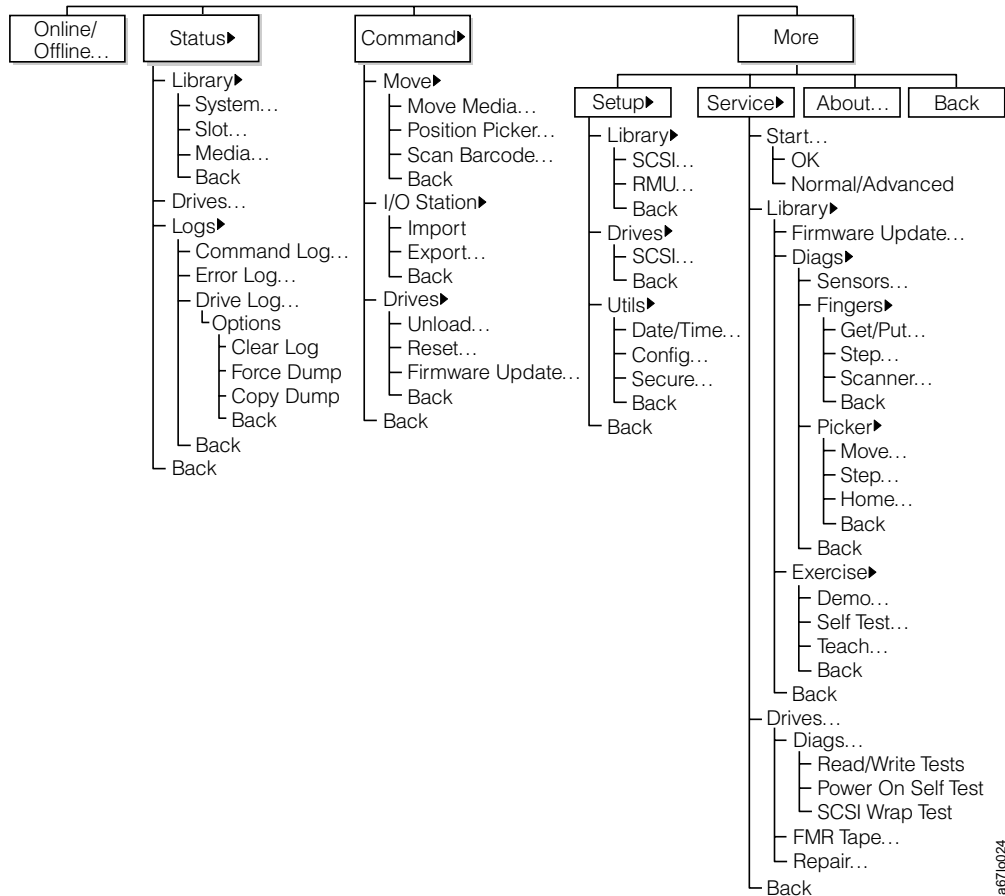 Online/
Offline…
Status▶
Library▶
System…
Slot…
Media…
Back
Drives…
Logs▶
Command Log…
Error Log…
Drive Log…
Options
Clear Log
Force Dump
Copy Dump
Back
Back
Back
Command▶
Move▶
Move Media…
Position Picker…
Scan Barcode…
Back
I/O Station▶
Import
Export…
Back
Drives▶
Unload…
Reset…
Firmware Update…
Back
Back
More
Setup▶
Library▶
SCSI…
RMU…
Back
Drives▶
SCSI…
Back
Utils▶
Date/Time…
Config…
Secure…
Back
Back
Service▶
Start…
OK
Normal/Advanced
Library▶
Firmware Update…
Diags▶
Sensors…
Fingers▶
Get/Put…
Step…
Scanner…
Back
Picker▶
Move…
Step…
Home…
Back
Back
Exercise▶
Demo…
Self Test…
Teach…
Back
Back
Drives…
Diags…
Read/Write Tests
Power On Self Test
SCSI Wrap Test
FMR Tape…
Repair…
Back
About…
Back
a67lo024